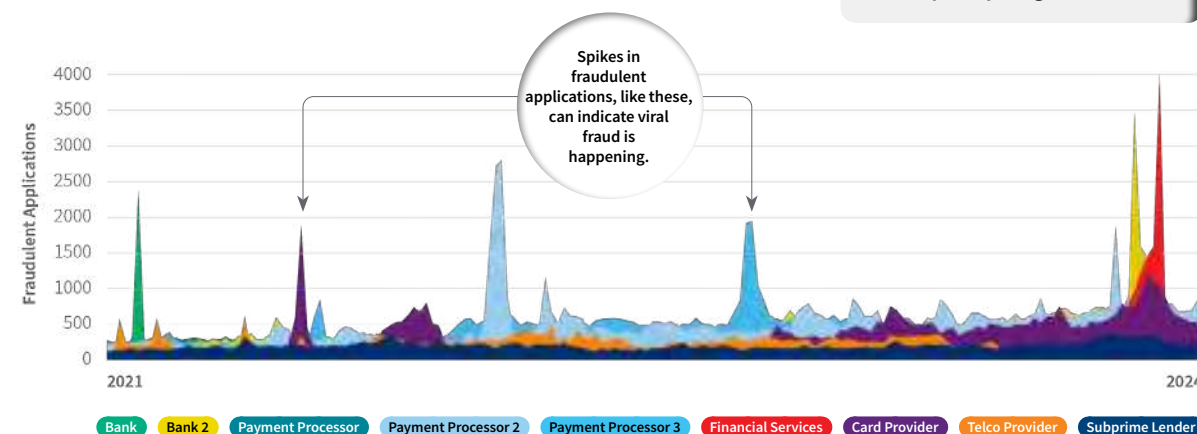 Spikes in
fraudulent
applications, like these,
can indicate viral
fraud is
happening.
Fraudulent Applications
4000
3500
3000
2500
2000
1500
1000
500
0
2021
2024
Bank Bank 2 Payment Processor Payment Processor 2 Payment Processor 3 Financial Services Card Provider Telco Provider Subprime Lender